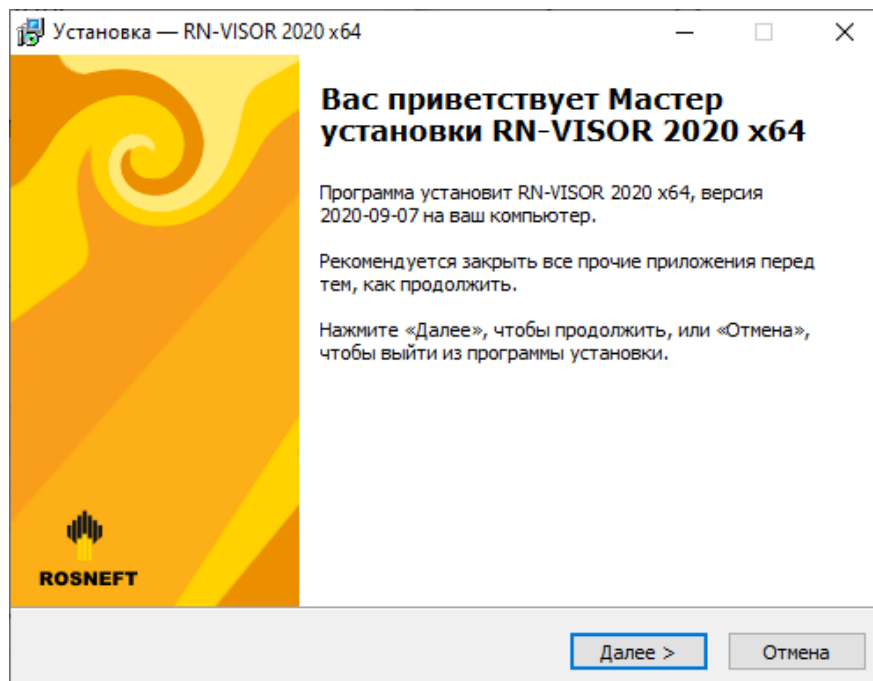 Установка — RN-VISOR 2020 x64
Вас приветствует Мастер
установки RN-VISOR 2020 x64
Программа установит RN-VISOR 2020 x64, версия
2020-09-07 на ваш компьютер.
Рекомендуется закрыть все прочие приложения перед
тем, как продолжить.
Нажмите «Далее», чтобы продолжить, или «Отмена»,
чтобы выйти из программы установки.
ROSNEFT
Далее >
Отмена